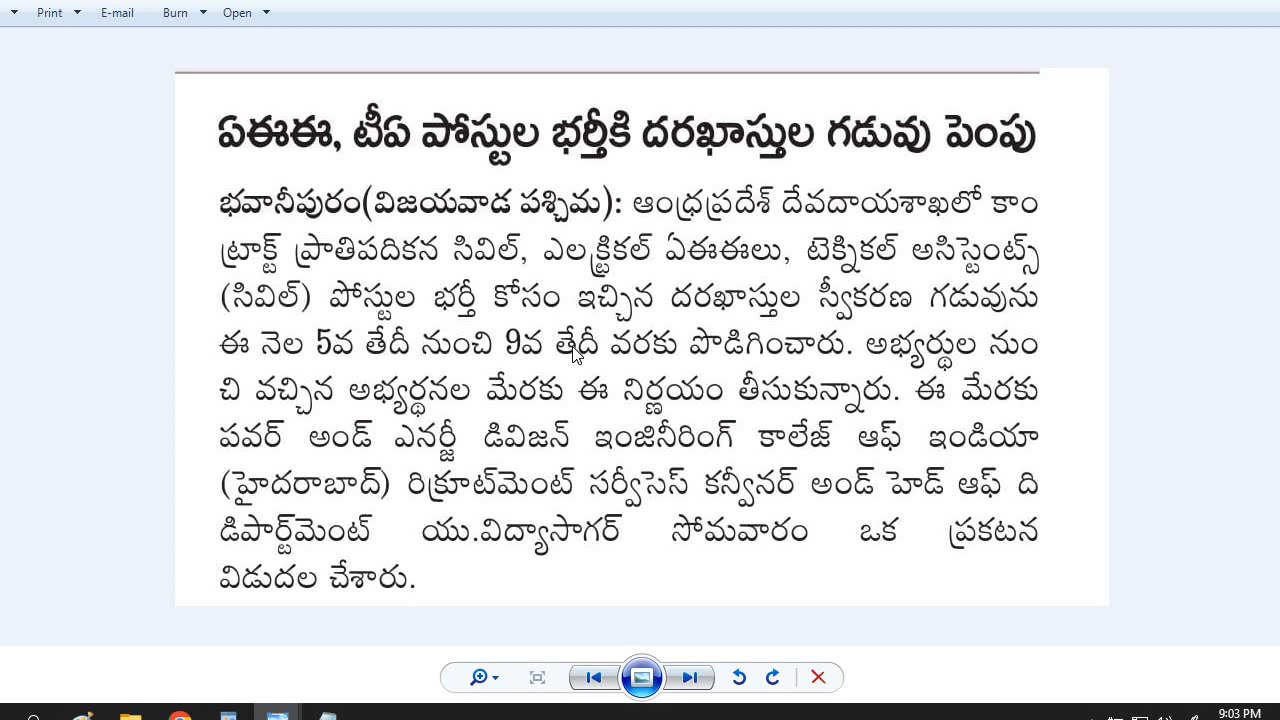 Print E-mail Burn Open
ఏఈఈ, టీఏ పోస్టుల భర్తీకి దరఖాస్తుల గడువు పెంపు
భవానీపురం(విజయవాడ పశ్చిమ): ఆంధ్రప్రదేశ్ దేవదాయశాఖలో కాం
ట్రాక్ట్ ప్రాతిపదికన సివిల్, ఎలక్ట్రికల్ ఏఈఈలు, టెక్నికల్ అసిస్టెంట్స్
(సివిల్) పోస్టుల భర్తీ కోసం ఇచ్చిన దరఖాస్తుల స్వీకరణ గడువును
ఈ నెల 5వ తేదీ నుంచి 9వ తేదీ వరకు పొడిగించారు. అభ్యర్థుల నుం
చి వచ్చిన అభ్యర్థనల మేరకు ఈ నిర్ణయం తీసుకున్నారు. ఈ మేరకు
పవర్ అండ్ ఎనర్జీ డివిజన్ ఇంజినీరింగ్ కాలేజ్ ఆఫ్ ఇండియా
(హైదరాబాద్) రిక్రూట్‌మెంట్ సర్వీసెస్ కన్వీనర్ అండ్ హెడ్ ఆఫ్ ది
డిపార్ట్‌మెంట్ యు.విద్యాసాగర్ సోమవారం ఒక ప్రకటన
విడుదల చేశారు.
9:03 PM